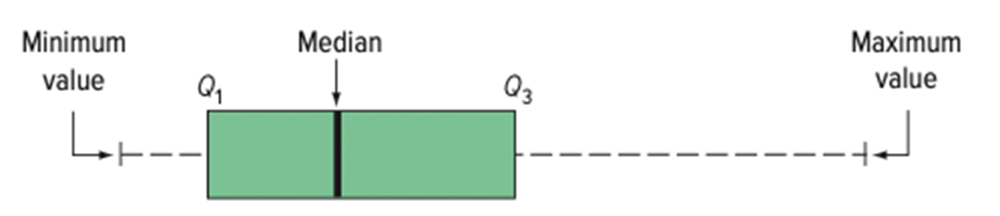 Minimum
value
Median
Maximum
value
Q₁
Q₃